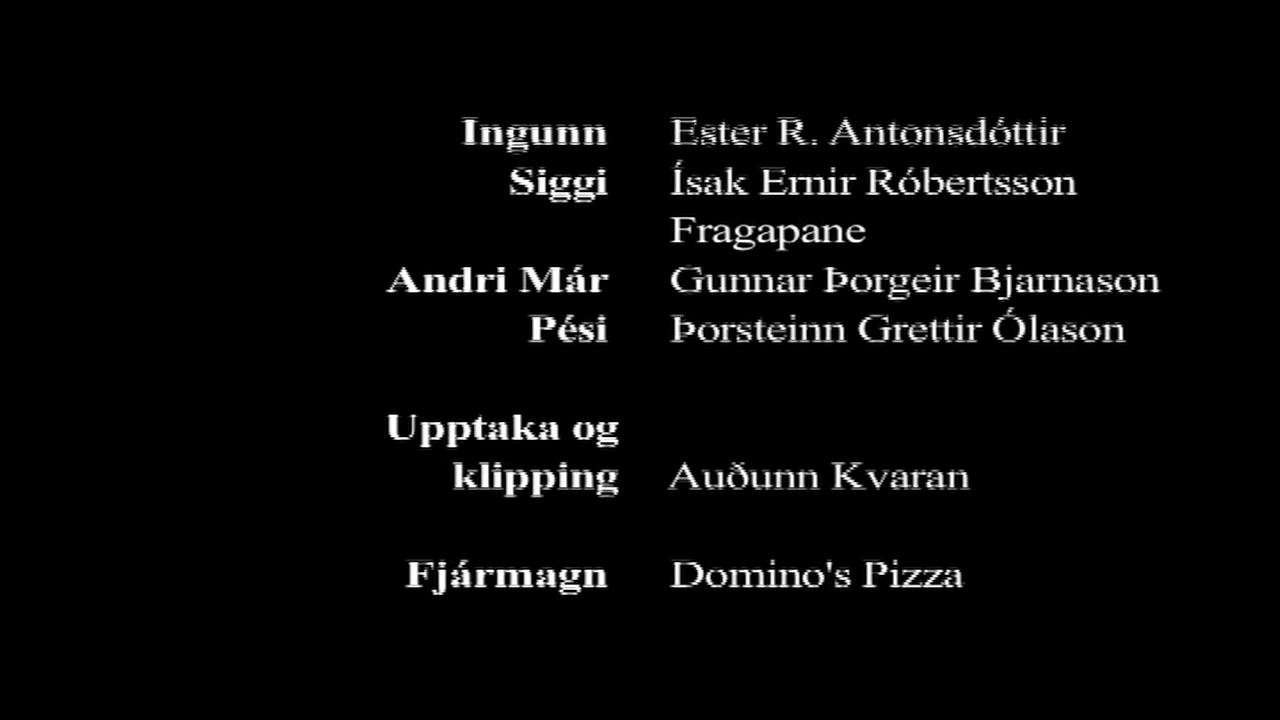 Ingunn Ester R. Antonsdóttir
Siggi Ísak Ernir Róbertsson
Fragapane
Andri Már Gunnar Þorgeir Bjarnason
Pési Þorsteinn Grettir Ólason
Upptaka og
klipping Auðunn Kvaran
Fjármagn Domino's Pizza